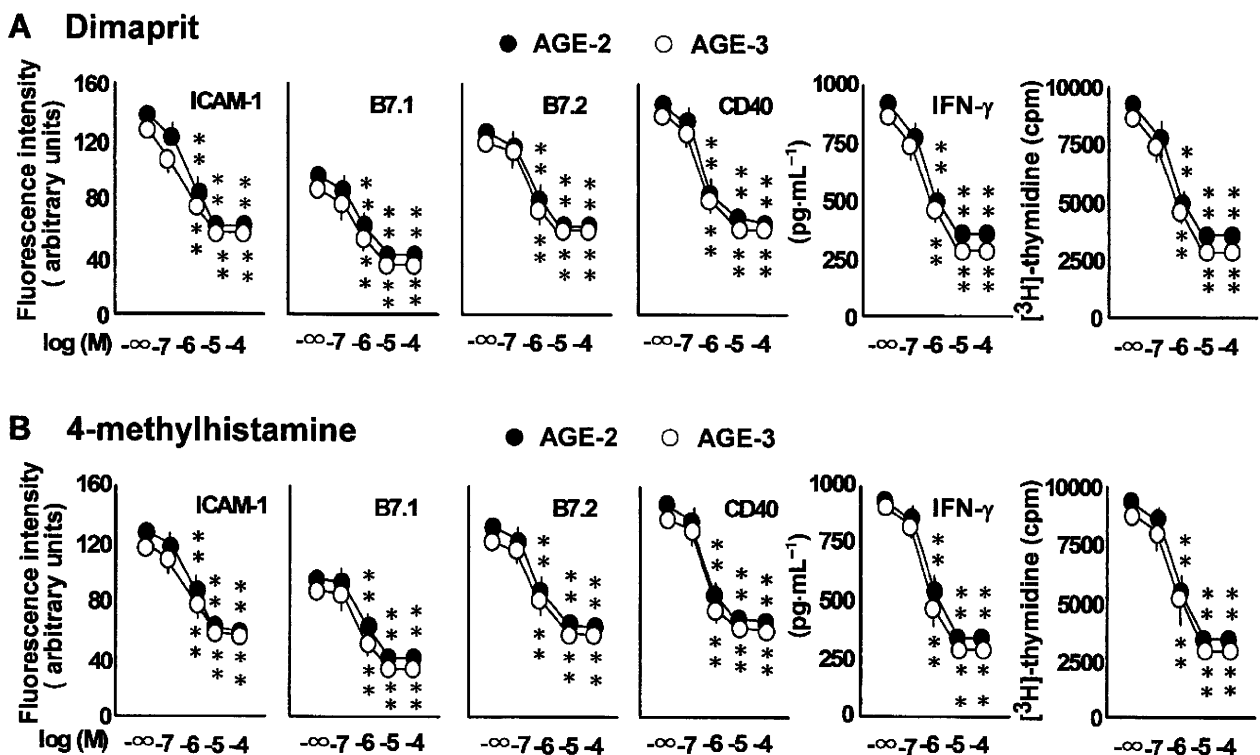 A Dimaprit
● AGE-2 ○ AGE-3
Fluorescence intensity
( arbitrary units)
160
120
80
40
0
ICAM-1
B7.1
B7.2
CD40
(pg·mL⁻¹)
1000
750
500
250
0
IFN-γ
[³H]-thymidine (cpm)
10000
7500
5000
2500
0
log (M) -∞ -7 -6 -5 -4 -∞ -7 -6 -5 -4 -∞ -7 -6 -5 -4 -∞ -7 -6 -5 -4 -∞ -7 -6 -5 -4 -∞ -7 -6 -5 -4
B 4-methylhistamine
● AGE-2 ○ AGE-3
Fluorescence intensity
( arbitrary units)
160
120
80
40
0
ICAM-1
B7.1
B7.2
CD40
(pg·mL⁻¹)
1000
750
500
250
0
IFN-γ
[³H]-thymidine (cpm)
10000
7500
5000
2500
0
log (M) -∞ -7 -6 -5 -4 -∞ -7 -6 -5 -4 -∞ -7 -6 -5 -4 -∞ -7 -6 -5 -4 -∞ -7 -6 -5 -4 -∞ -7 -6 -5 -4